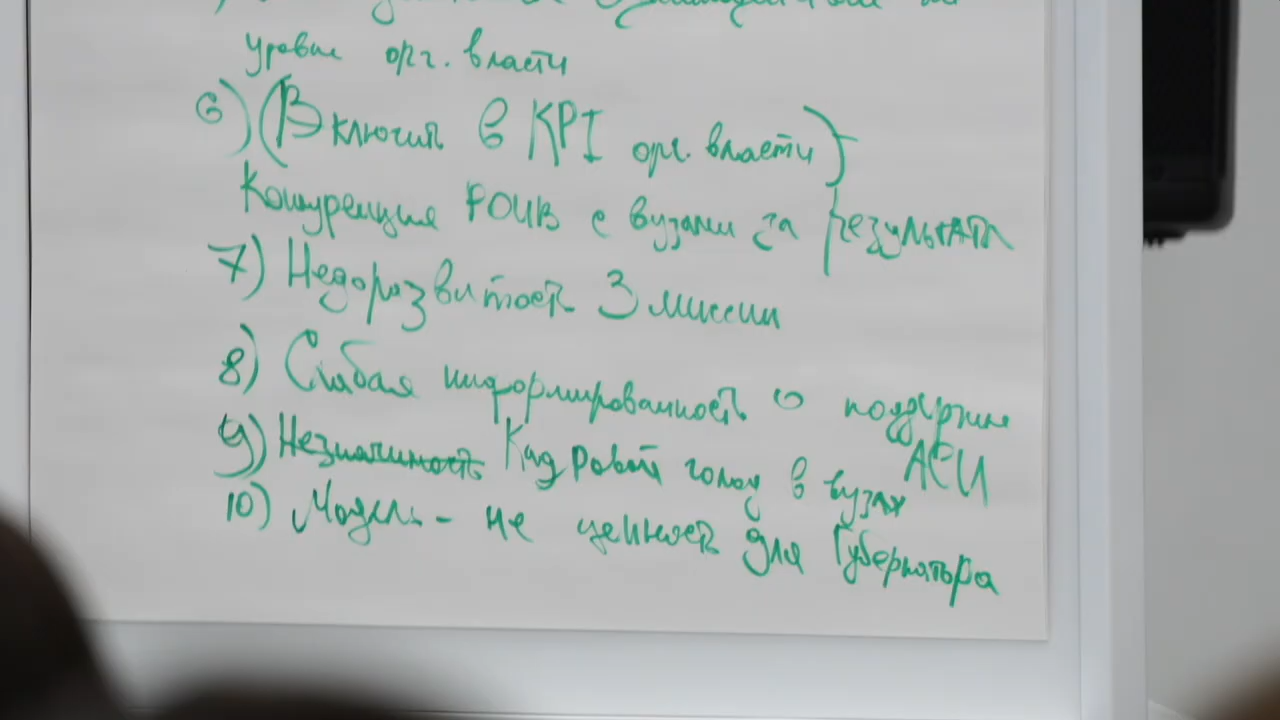 уровне орг. власти
6) (Включить в KPI орг. власти)
Конкуренция РОИВ с вузами за результаты
7) Недоразвитость 3 миссии
8) Слабая информированность о поддержке
АСИ
9) Незначимость Кадровый голод в вузах
10) Модель - не ценность для Губернатора